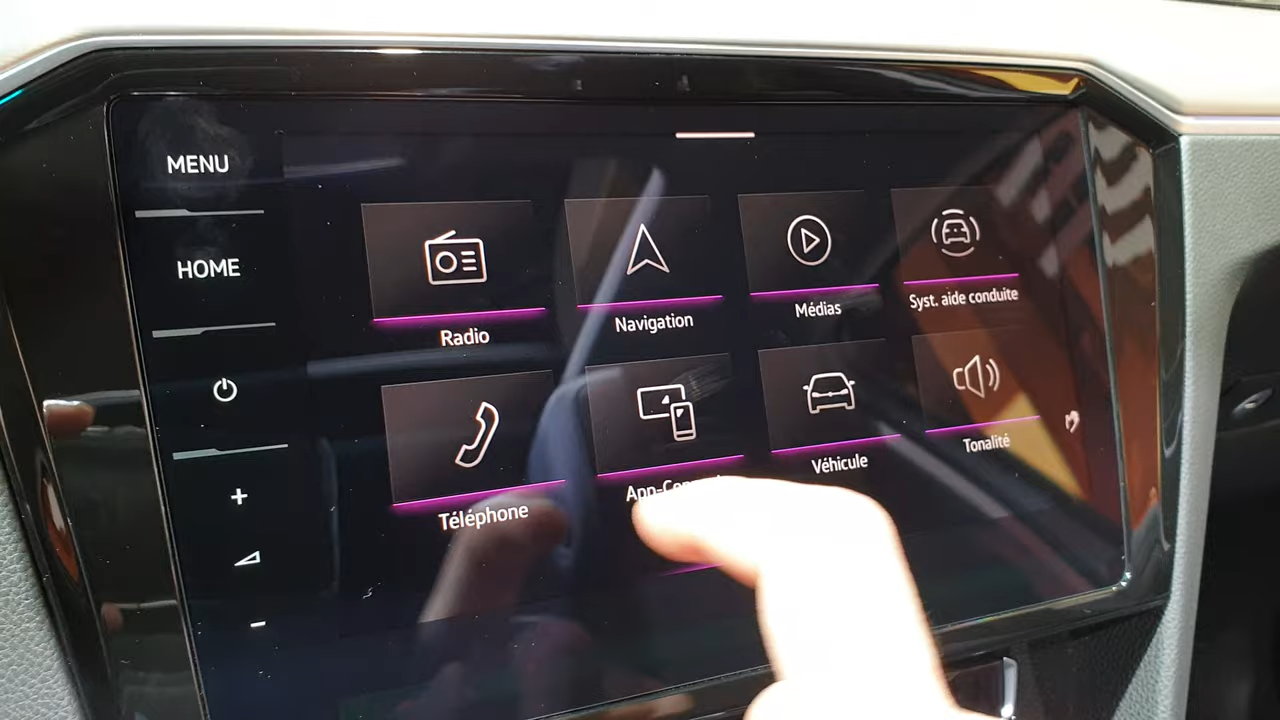 MENU
HOME
Radio
Navigation
Médias
Syst. aide conduite
Téléphone
Véhicule
Tonalité
+
-